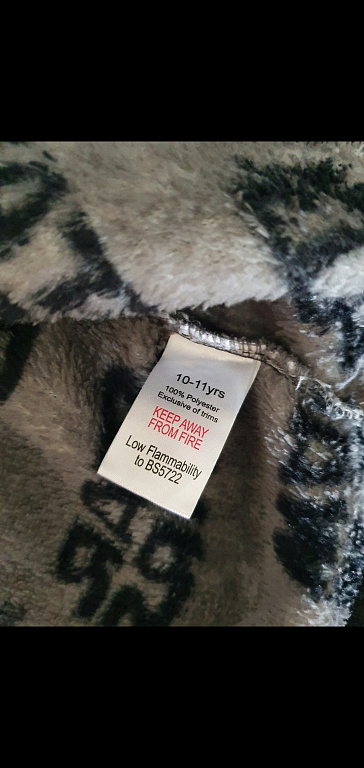 10-11yrs
100% Polyester
Exclusive of trims
KEEP AWAY
FROM FIRE
Low Flammability
to BS5722